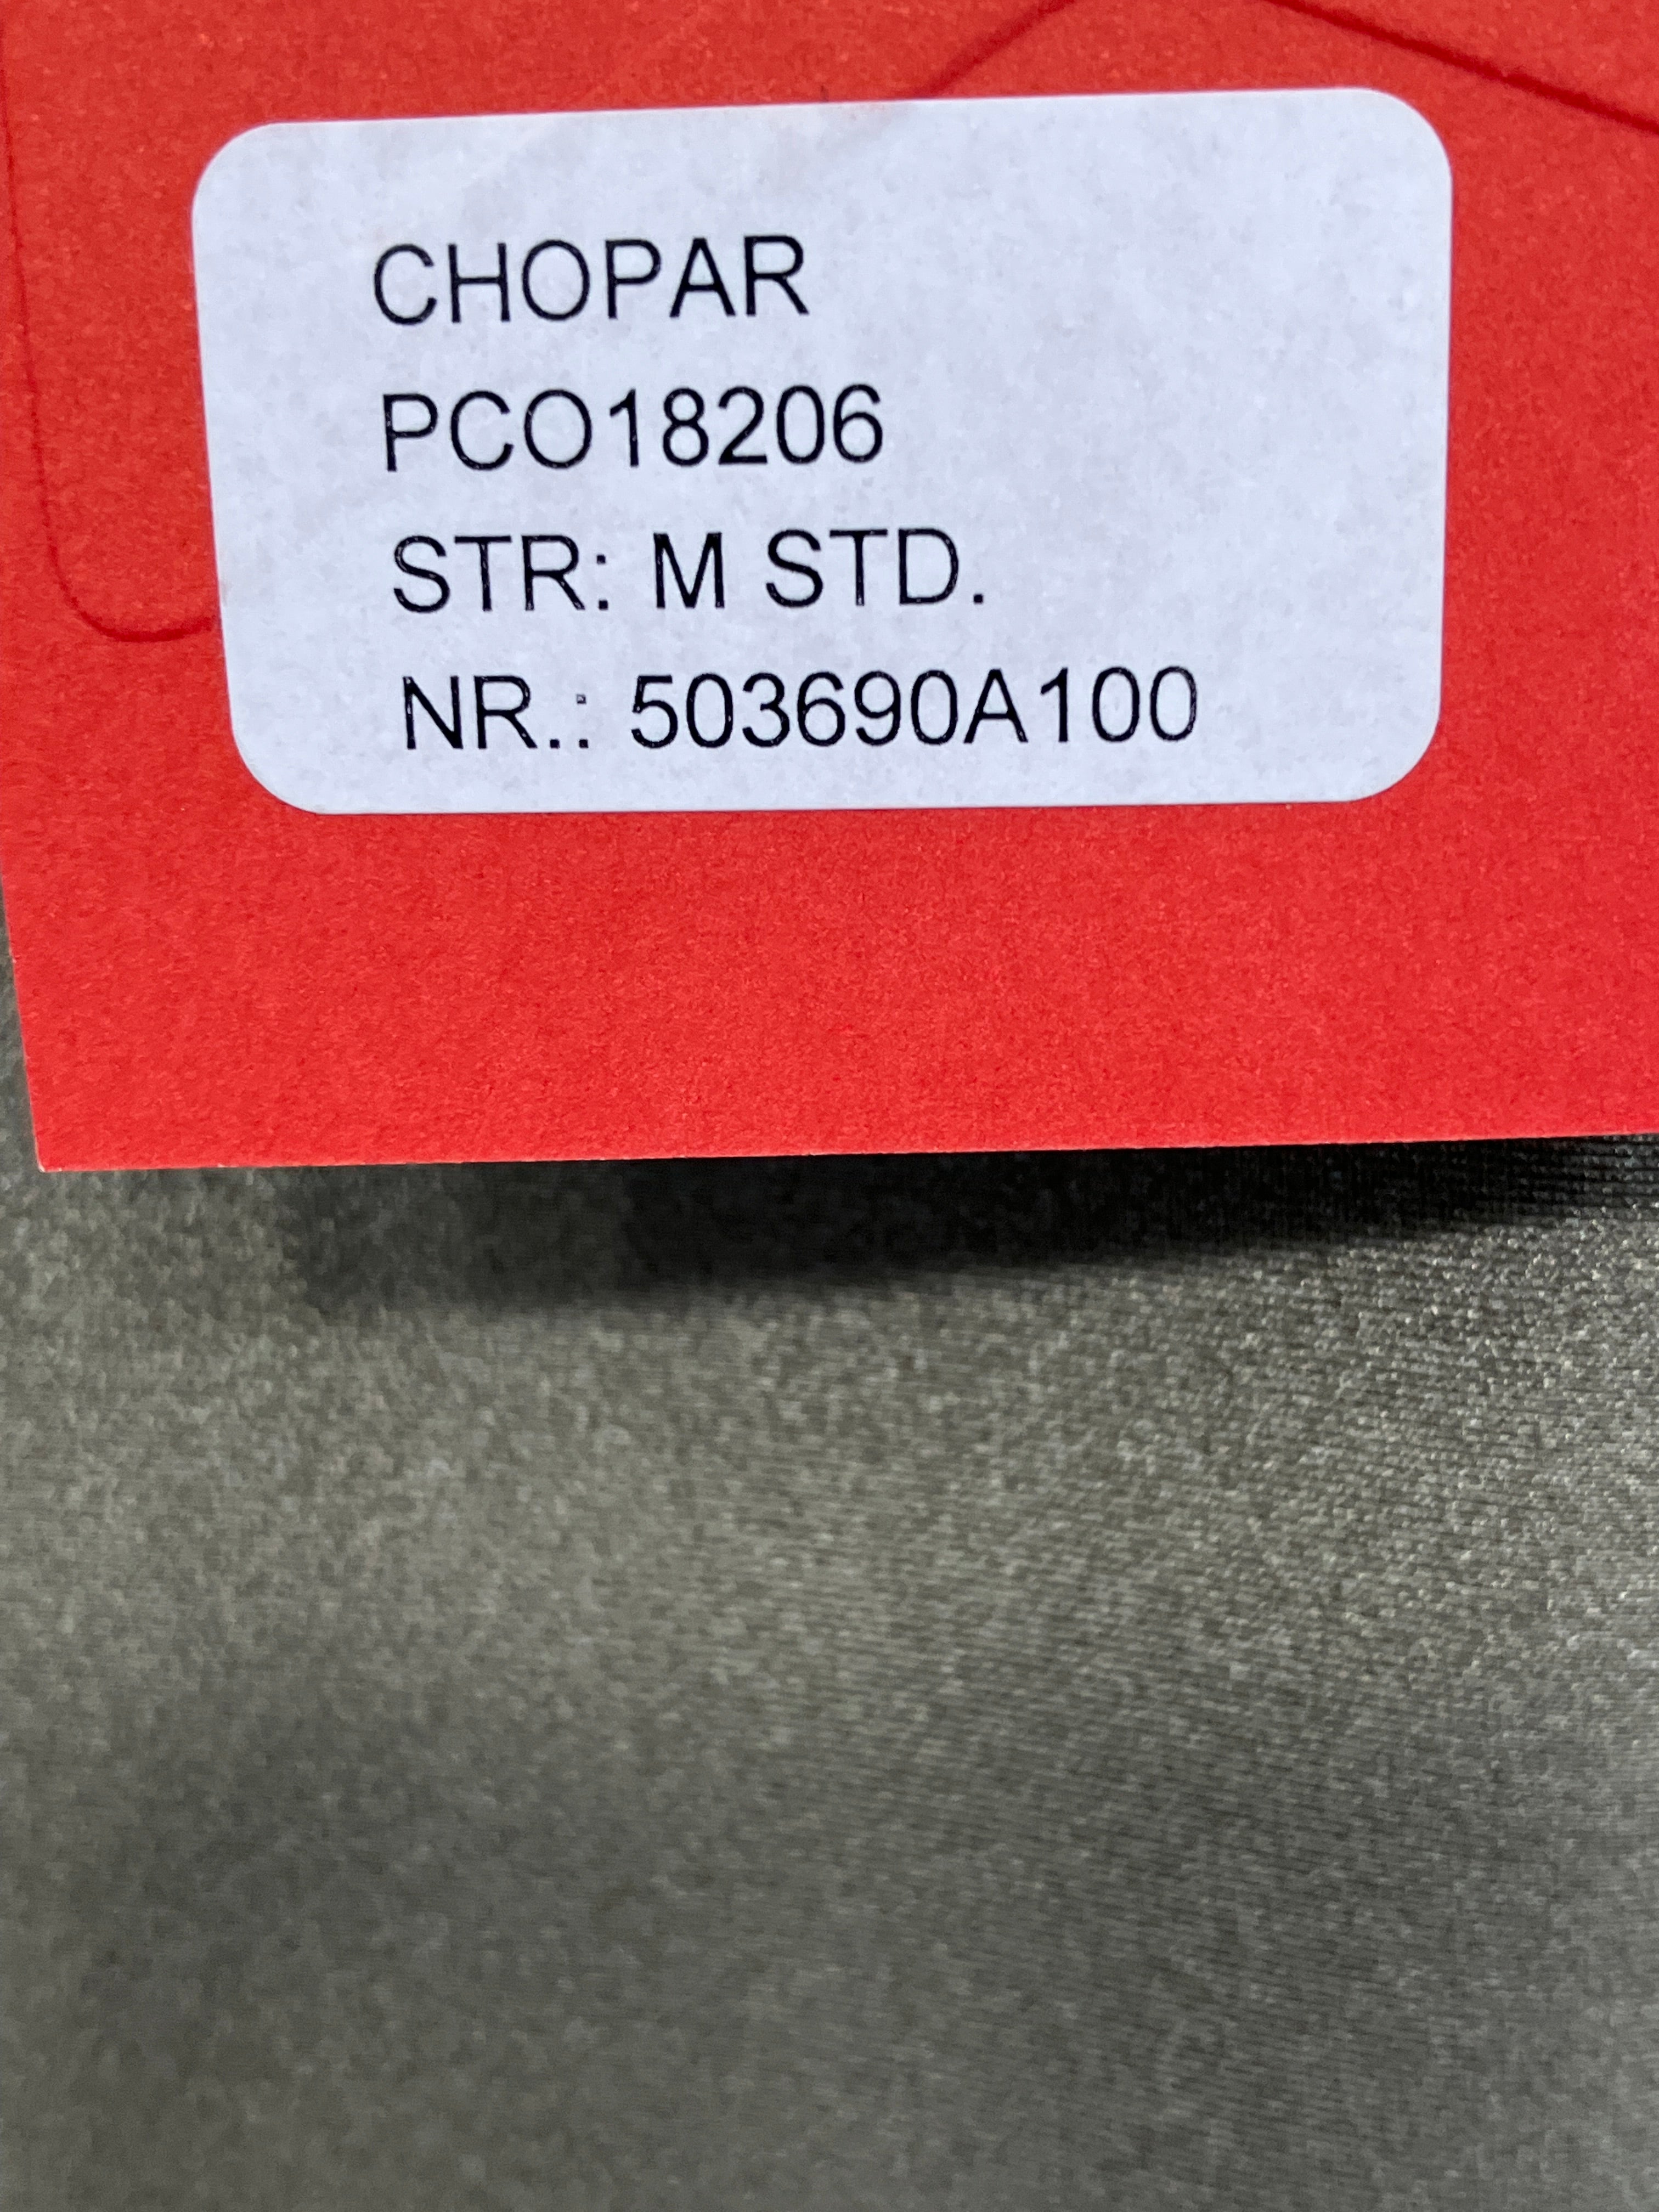 CHOPAR
PCO18206
STR: M STD.
NR.: 503690A100